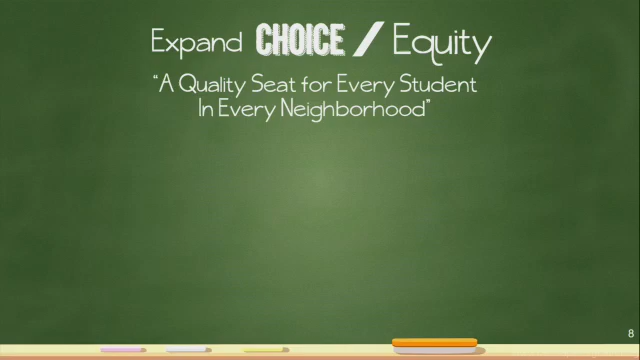 Expand CHOICE / Equity
“A Quality Seat for Every Student
In Every Neighborhood”
8